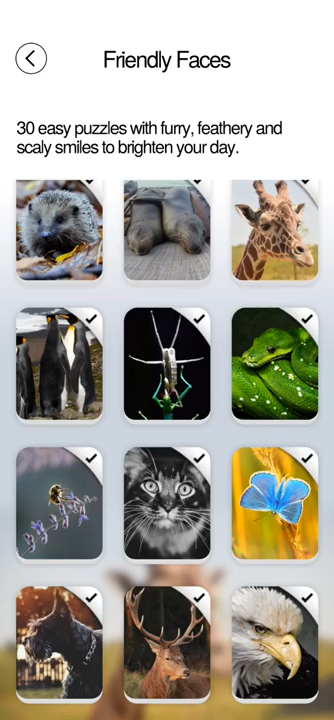 Friendly Faces
30 easy puzzles with furry, feathery and
scaly smiles to brighten your day.